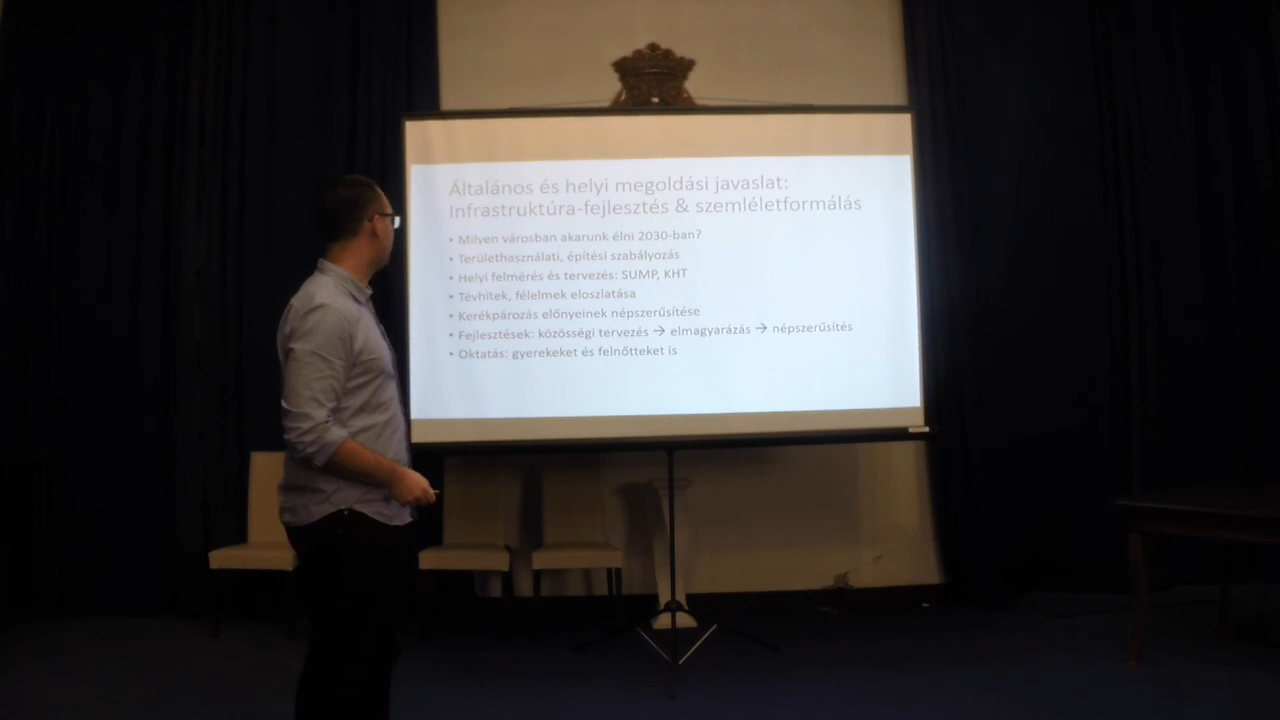 Általános és helyi megoldási javaslat:
Infrastruktúra-fejlesztés & szemléletformálás
• Milyen városban akarunk élni 2030-ban?
• Területhasználati, építési szabályozás
• Helyi felmérés és tervezés: SUMP, KHT
• Tévhitek, félelmek eloszlatása
• Kerékpározás előnyeinek népszerűsítése
• Fejlesztések: közösségi tervezés → elmagyarázás → népszerűsítés
• Oktatás: gyerekeket és felnőtteket is